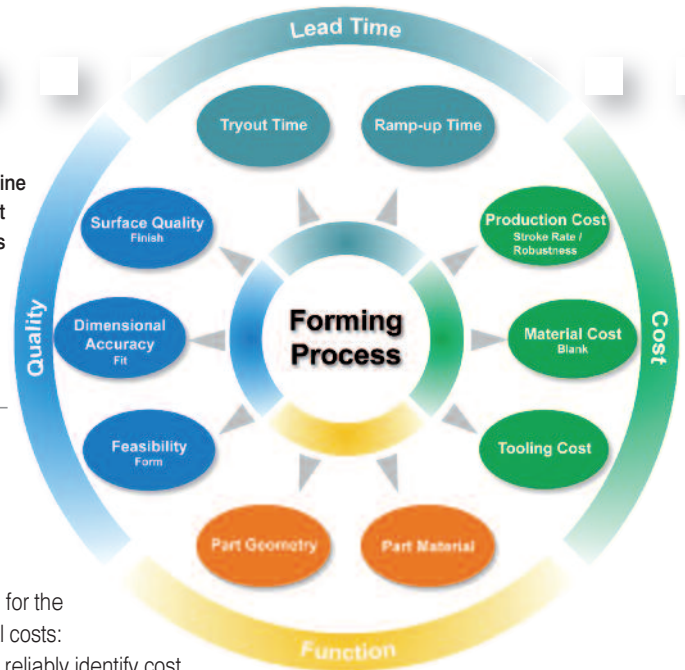 Lead Time
Tryout Time
Ramp-up Time
ine
t
s
Surface Quality
Finish
Production Cost
Stroke Rate /
Robustness
Quality
Dimensional
Accuracy
Fit
Forming
Process
Material Cost
Blank
Cost
Feasibility
Form
Tooling Cost
Part Geometry
Part Material
Function
for the
l costs:
reliably identify cost